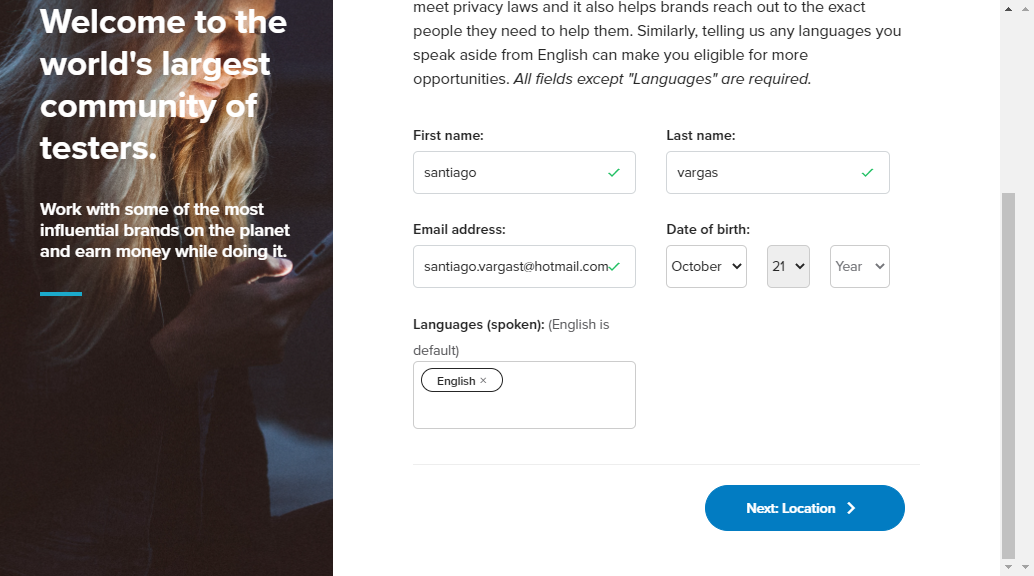 Welcome to the
world's largest
community of
testers.
Work with some of the most
influential brands on the planet
and earn money while doing it.
meet privacy laws and it also helps brands reach out to the exact
people they need to help them. Similarly, telling us any languages you
speak aside from English can make you eligible for more
opportunities. All fields except "Languages" are required.
First name:
Last name:
santiago
vargas
Email address:
Date of birth:
santiago.vargast@hotmail.com
October
21
Year
Languages (spoken): (English is
default)
English ×
Next: Location